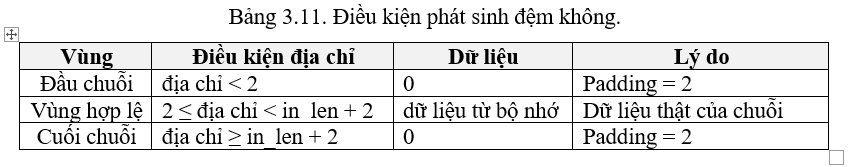 Bảng 3.11. Điều kiện phát sinh đệm không.
Vùng Điều kiện địa chỉ Dữ liệu Lý do
Đầu chuỗi địa chỉ < 2 0 Padding = 2
Vùng hợp lệ 2 ≤ địa chỉ < in_len + 2 dữ liệu từ bộ nhớ Dữ liệu thật của chuỗi
Cuối chuỗi địa chỉ ≥ in_len + 2 0 Padding = 2